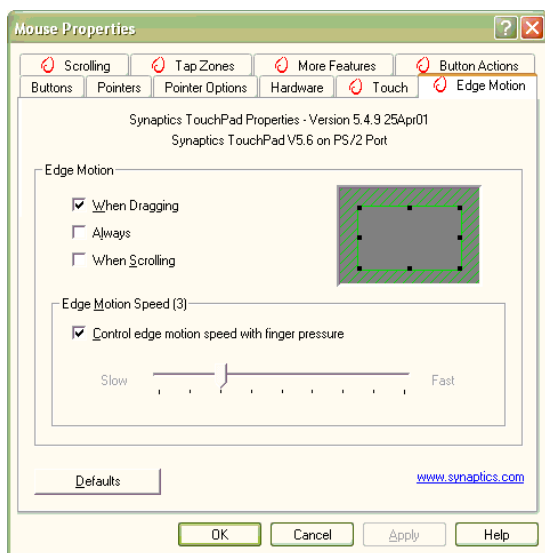 Mouse Properties
Scrolling Tap Zones More Features Button Actions
Buttons Pointers Pointer Options Hardware Touch Edge Motion
Synaptics TouchPad Properties - Version 5.4.9 25Apr01
Synaptics TouchPad V5.6 on PS/2 Port
Edge Motion
When Dragging
Always
When Scrolling
Edge Motion Speed (3)
Control edge motion speed with finger pressure
Slow Fast
Defaults www.synaptics.com
OK Cancel Apply Help